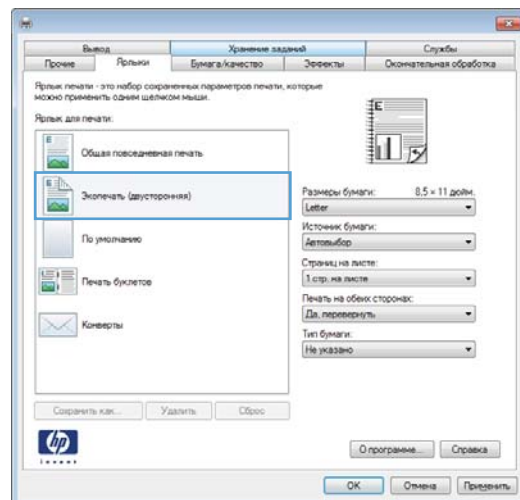 Вывод Хранение заданий Службы
Прочие Ярлыки Бумага/качество Эффекты Окончательная обработка
Ярлык печати - это набор сохраненных параметров печати, которые
можно применить одним щелчком мыши.
Ярлык для печати:
E
Общая повседневная печать
E
Экопечать (двусторонняя)
По умолчанию
Печать буклетов
Конверты
Сохранить как... Удалить Сброс
E
Размеры бумаги: 8,5 × 11 дюйм.
Letter
Источник бумаги:
Автовыбор
Страниц на листе:
1 стр. на листе
Печать на обеих сторонах:
Да, перевернуть
Тип бумаги:
Не указано
hp
invent
О программе... Справка
OK Отмена Применить